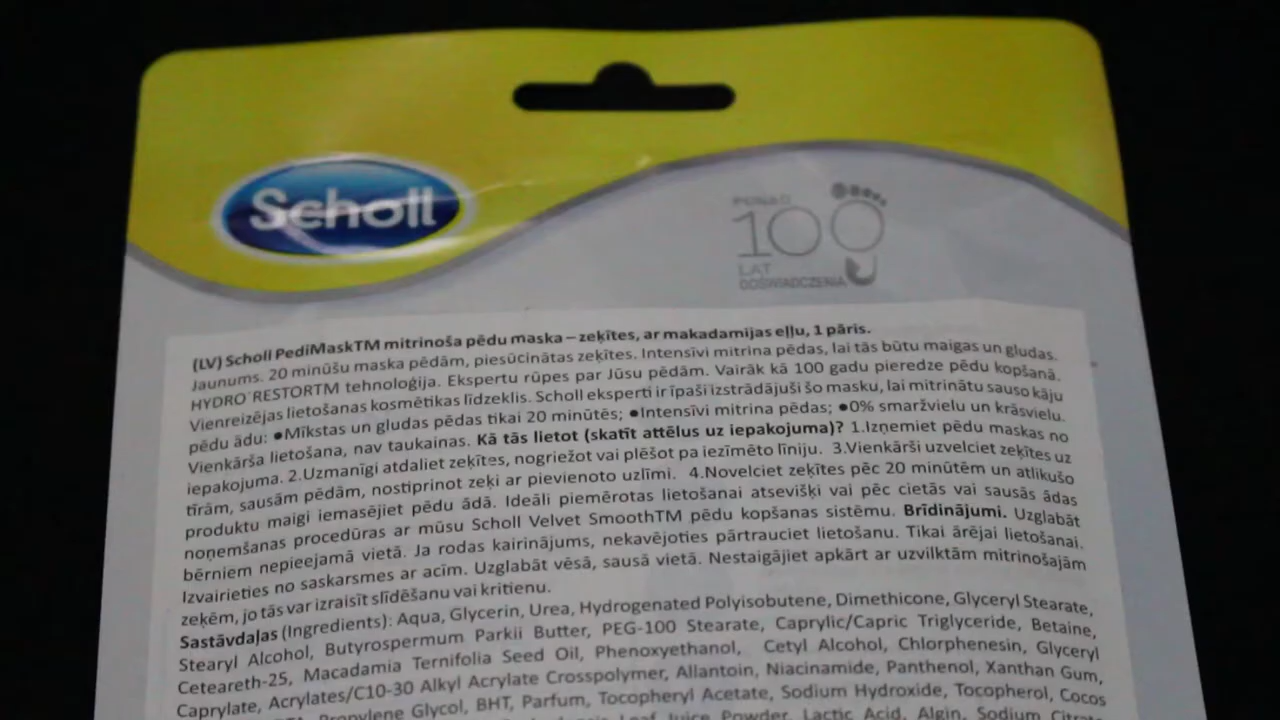 Scholl
PONAD
100
LAT
DOŚWIADCZENIA
(LV) Scholl PediMaskTM mitrinoša pēdu maska – zeķītes, ar makadamijas eļļu, 1 pāris.
Jaunums. 20 minūšu maska pēdām, piesūcinātas zeķītes. Intensīvi mitrina pēdas, lai tās būtu maigas un gludas.
HYDRO RESTORTM tehnoloģija. Ekspertu rūpes par Jūsu pēdām. Vairāk kā 100 gadu pieredze pēdu kopšanā.
Vienreizējas lietošanas kosmētikas līdzeklis. Scholl eksperti ir īpaši izstrādājuši šo masku, lai mitrinātu sauso kāju
pēdu ādu: •Mīkstas un gludas pēdas tikai 20 minūtēs; •Intensīvi mitrina pēdas; •0% smaržvielu un krāsvielu.
Vienkārša lietošana, nav taukainas. Kā tās lietot (skatīt attēlus uz iepakojuma)? 1.Izņemiet pēdu maskas no
iepakojuma. 2.Uzmanīgi atdaliet zeķītes, nogriežot vai plēšot pa iezīmēto līniju. 3.Vienkārši uzvelciet zeķītes uz
tīrām, sausām pēdām, nostiprinot zeķi ar pievienoto uzlīmi. 4.Novelciet zeķītes pēc 20 minūtēm un atlikušo
produktu maigi iemasējiet pēdu ādā. Ideāli piemērotas lietošanai atsevišķi vai pēc cietās vai sausās ādas
noņemšanas procedūras ar mūsu Scholl Velvet SmoothTM pēdu kopšanas sistēmu. Brīdinājumi. Uzglabāt
bērniem nepieejamā vietā. Ja rodas kairinājums, nekavējoties pārtrauciet lietošanu. Tikai ārējai lietošanai.
Izvairieties no saskarsmes ar acīm. Uzglabāt vēsā, sausā vietā. Nestaigājiet apkārt ar uzvilktām mitrinošajām
zeķēm, jo tās var izraisīt slīdēšanu vai kritienu.
Sastāvdaļas (Ingredients): Aqua, Glycerin, Urea, Hydrogenated Polyisobutene, Dimethicone, Glyceryl Stearate,
Stearyl Alcohol, Butyrospermum Parkii Butter, PEG-100 Stearate, Caprylic/Capric Triglyceride, Betaine,
Ceteareth-25, Macadamia Ternifolia Seed Oil, Phenoxyethanol, Cetyl Alcohol, Chlorphenesin, Glyceryl
Caprylate, Acrylates/C10-30 Alkyl Acrylate Crosspolymer, Allantoin, Niacinamide, Panthenol, Xanthan Gum,
Propylene Glycol, BHT, Parfum, Tocopheryl Acetate, Sodium Hydroxide, Tocopherol, Cocos
Leaf Juice Powder, Lactic Acid, Algin, Sodium